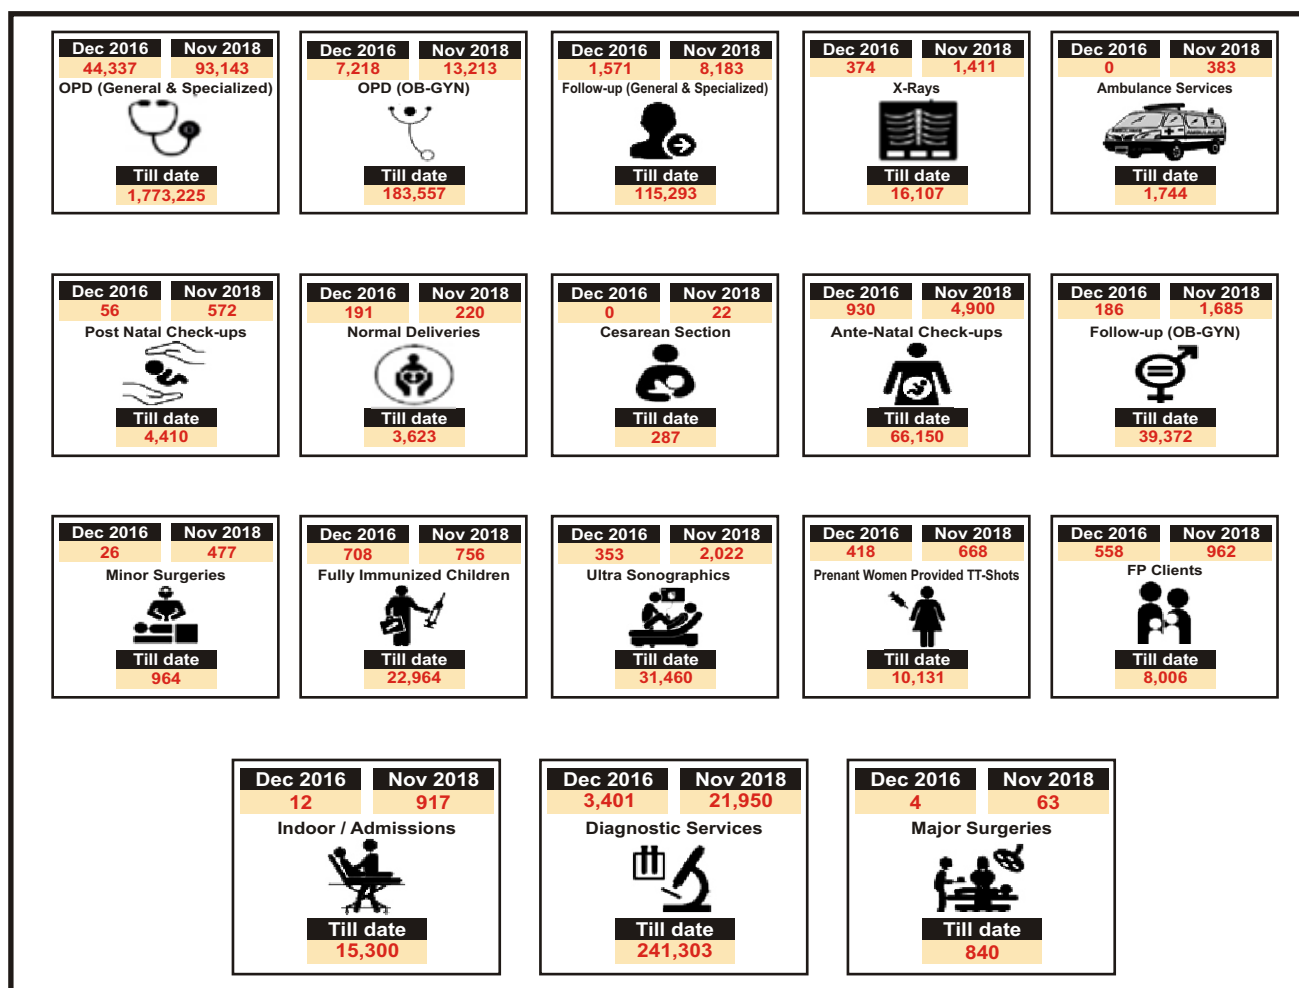 Dec 2016 Nov 2018
44,337 93,143
OPD (General & Specialized)
Till date
1,773,225
Dec 2016 Nov 2018
7,218 13,213
OPD (OB-GYN)
Till date
183,557
Dec 2016 Nov 2018
1,571 8,183
Follow-up (General & Specialized)
Till date
115,293
Dec 2016 Nov 2018
374 1,411
X-Rays
Till date
16,107
Dec 2016 Nov 2018
0 383
Ambulance Services
AMBULANCE
Till date
1,744
Dec 2016 Nov 2018
56 572
Post Natal Check-ups
Till date
4,410
Dec 2016 Nov 2018
191 220
Normal Deliveries
Till date
3,623
Dec 2016 Nov 2018
0 22
Cesarean Section
Till date
287
Dec 2016 Nov 2018
930 4,900
Ante-Natal Check-ups
Till date
66,150
Dec 2016 Nov 2018
186 1,685
Follow-up (OB-GYN)
Till date
39,372
Dec 2016 Nov 2018
26 477
Minor Surgeries
Till date
964
Dec 2016 Nov 2018
708 756
Fully Immunized Children
Till date
22,964
Dec 2016 Nov 2018
353 2,022
Ultra Sonographics
Till date
31,460
Dec 2016 Nov 2018
418 668
Prenant Women Provided TT-Shots
Till date
10,131
Dec 2016 Nov 2018
558 962
FP Clients
Till date
8,006
Dec 2016 Nov 2018
12 917
Indoor / Admissions
Till date
15,300
Dec 2016 Nov 2018
3,401 21,950
Diagnostic Services
Till date
241,303
Dec 2016 Nov 2018
4 63
Major Surgeries
Till date
840